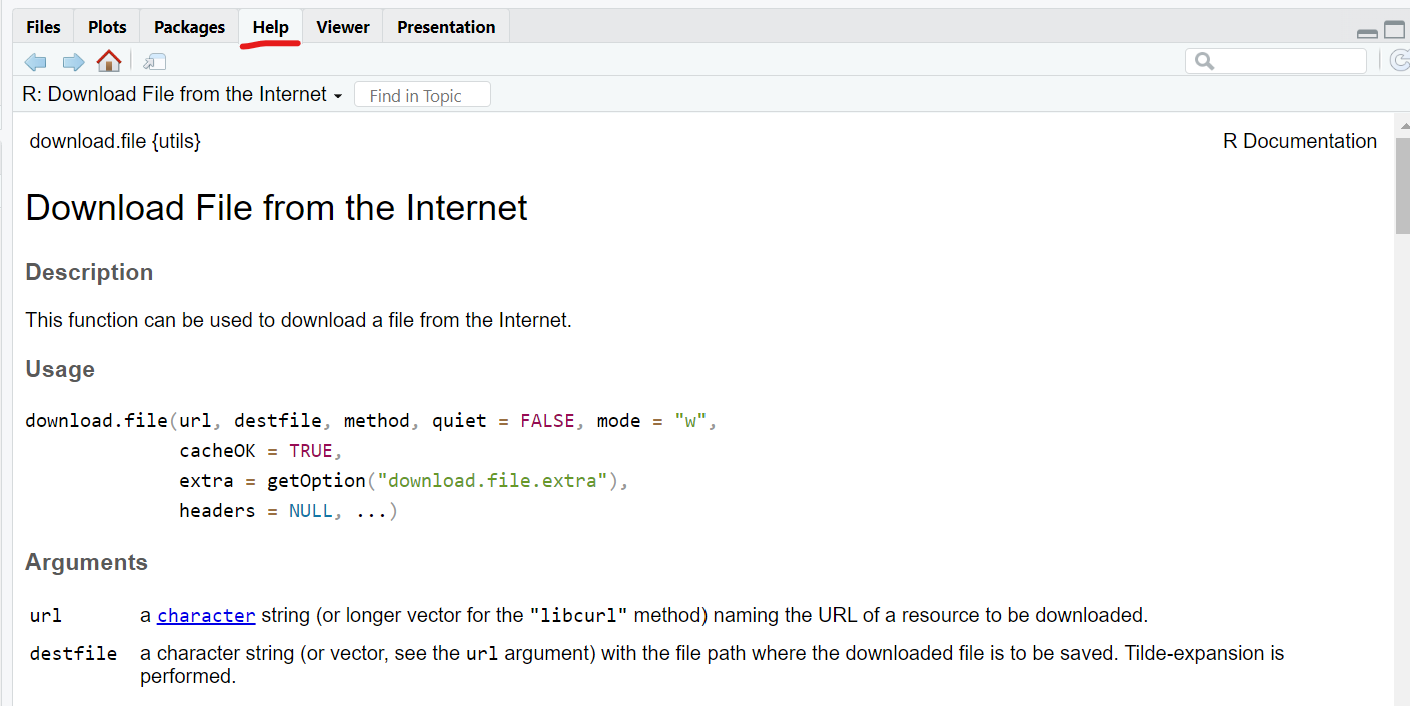 Files Plots Packages Help Viewer Presentation
R: Download File from the Internet Find in Topic
download.file {utils} R Documentation
Download File from the Internet
Description
This function can be used to download a file from the Internet.
Usage
download.file(url, destfile, method, quiet = FALSE, mode = "w",
cacheOK = TRUE,
extra = getOption("download.file.extra"),
headers = NULL, ...)
Arguments
url a character string (or longer vector for the "libcurl" method) naming the URL of a resource to be downloaded.
destfile a character string (or vector, see the url argument) with the file path where the downloaded file is to be saved. Tilde-expansion is
performed.